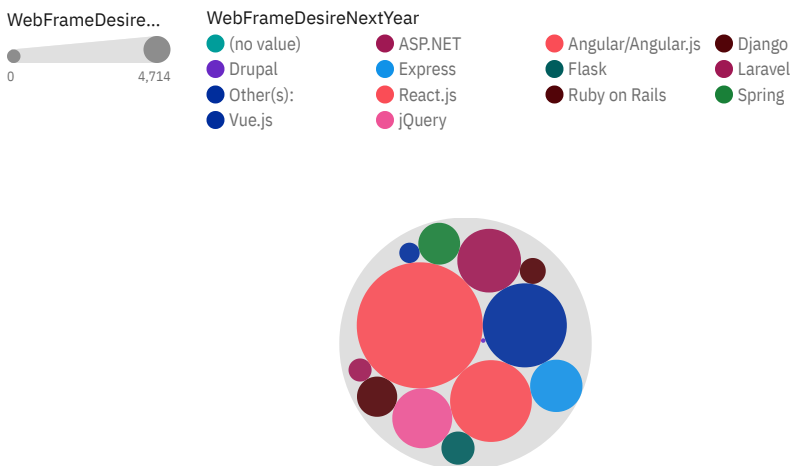 WebFrameDesire...
0 4,714
WebFrameDesireNextYear
(no value) ASP.NET Angular/Angular.js Django
Drupal Express Flask Laravel
Other(s): React.js Ruby on Rails Spring
Vue.js jQuery